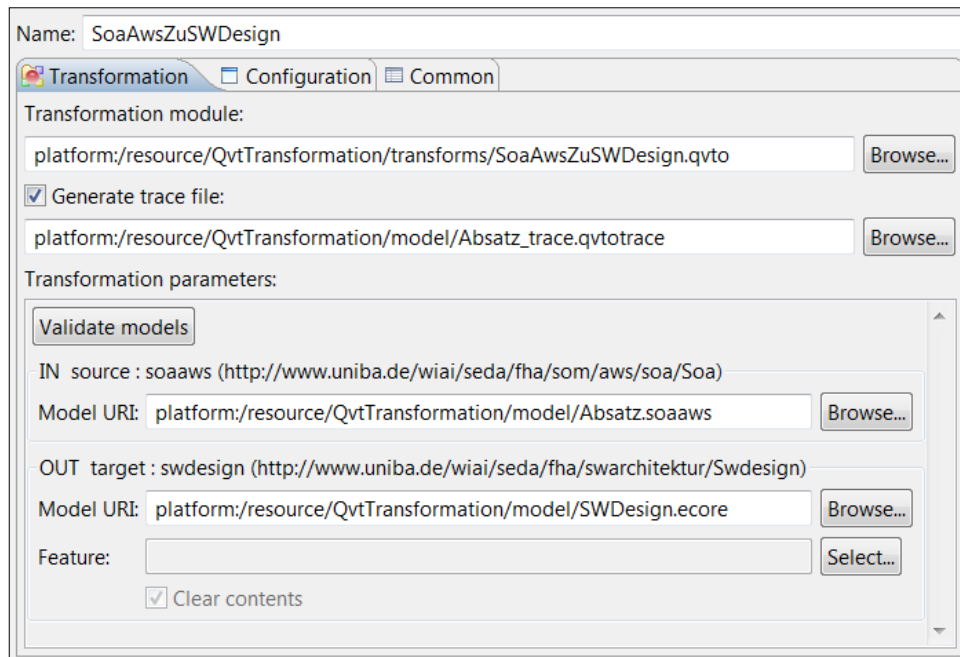 Name: SoaAwsZuSWDesign
Transformation Configuration Common
Transformation module:
platform:/resource/QvtTransformation/transforms/SoaAwsZuSWDesign.qvto Browse...
Generate trace file:
platform:/resource/QvtTransformation/model/Absatz_trace.qvtotrace Browse...
Transformation parameters:
Validate models
IN source : soaaws (http://www.uniba.de/wiai/seda/fha/som/aws/soa/Soa)
Model URI: platform:/resource/QvtTransformation/model/Absatz.soaaws Browse...
OUT target : swdesign (http://www.uniba.de/wiai/seda/fha/swarchitektur/Swdesign)
Model URI: platform:/resource/QvtTransformation/model/SWDesign.ecore Browse...
Feature: Select...
Clear contents